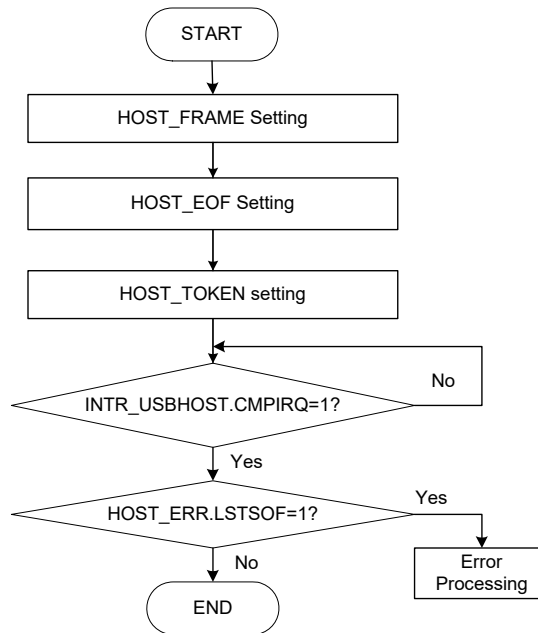 START
HOST_FRAME Setting
HOST_EOF Setting
HOST_TOKEN setting
No
INTR_USBHOST.CMPIRQ=1?
Yes
HOST_ERR.LSTSOF=1?
Yes
No
Error
Processing
END